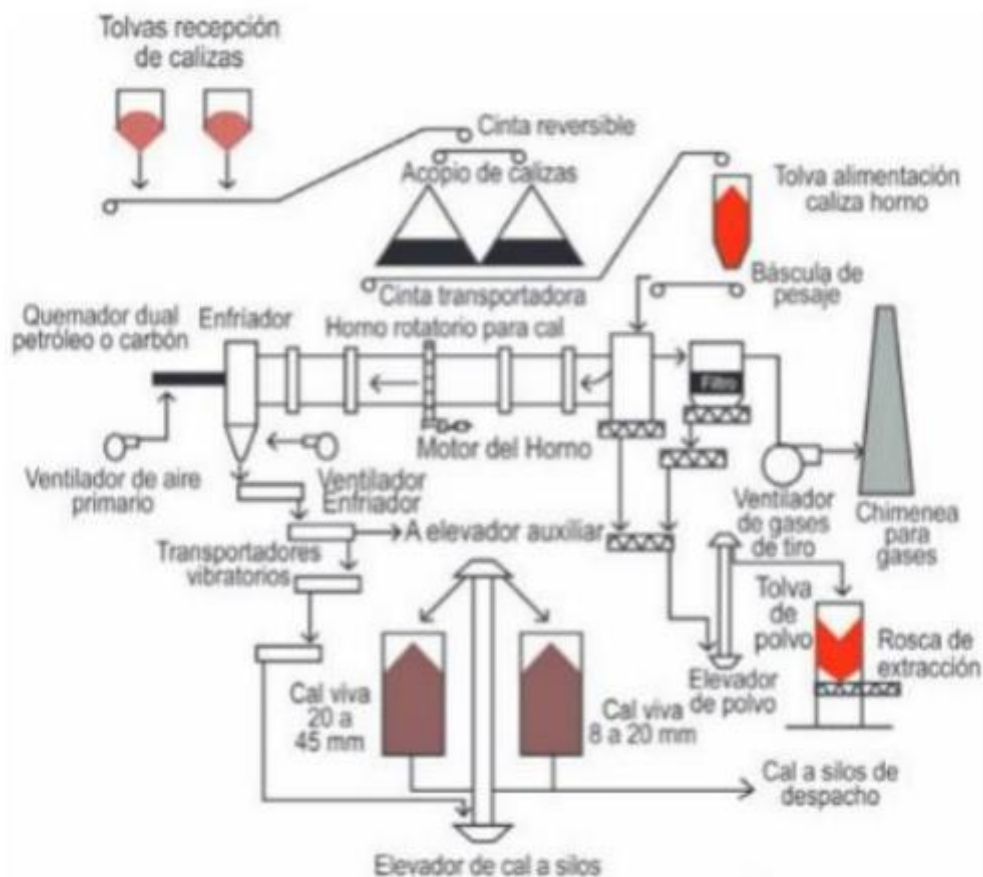 Tolvas recepción
de calizas
Cinta reversible
Acopio de calizas
Tolva alimentación
caliza horno
Cinta transportadora
Báscula de
pesaje
Quemador dual
petróleo o carbón
Enfriador
Horno rotatorio para cal
Filtro
Motor del Horno
Ventilador de aire
primario
Ventilador
Enfriador
Ventilador
de gases
de tiro
Chimenea
para
gases
A elevador auxiliar
Transportadores
vibratorios
Tolva
de
polvo
Rosca de
extracción
Elevador
de polvo
Cal viva
20 a
45 mm
Cal viva
8 a 20 mm
Cal a silos de
despacho
Elevador de cal a silos